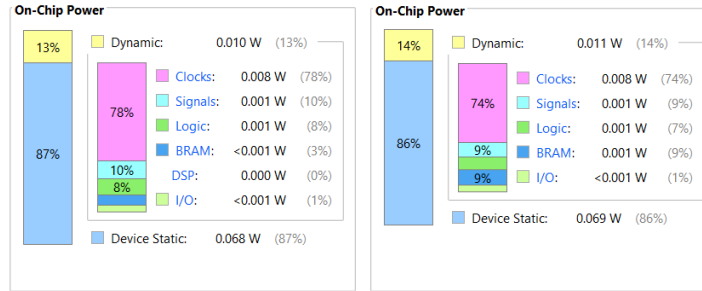 On-Chip Power
13%
87%
Dynamic: 0.010 W (13%)
78%
10%
8%
Clocks: 0.008 W (78%)
Signals: 0.001 W (10%)
Logic: 0.001 W (8%)
BRAM: <0.001 W (3%)
DSP: 0.000 W (0%)
I/O: <0.001 W (1%)
Device Static: 0.068 W (87%)
On-Chip Power
14%
86%
Dynamic: 0.011 W (14%)
74%
9%
9%
Clocks: 0.008 W (74%)
Signals: 0.001 W (9%)
Logic: 0.001 W (7%)
BRAM: 0.001 W (9%)
I/O: <0.001 W (1%)
Device Static: 0.069 W (86%)